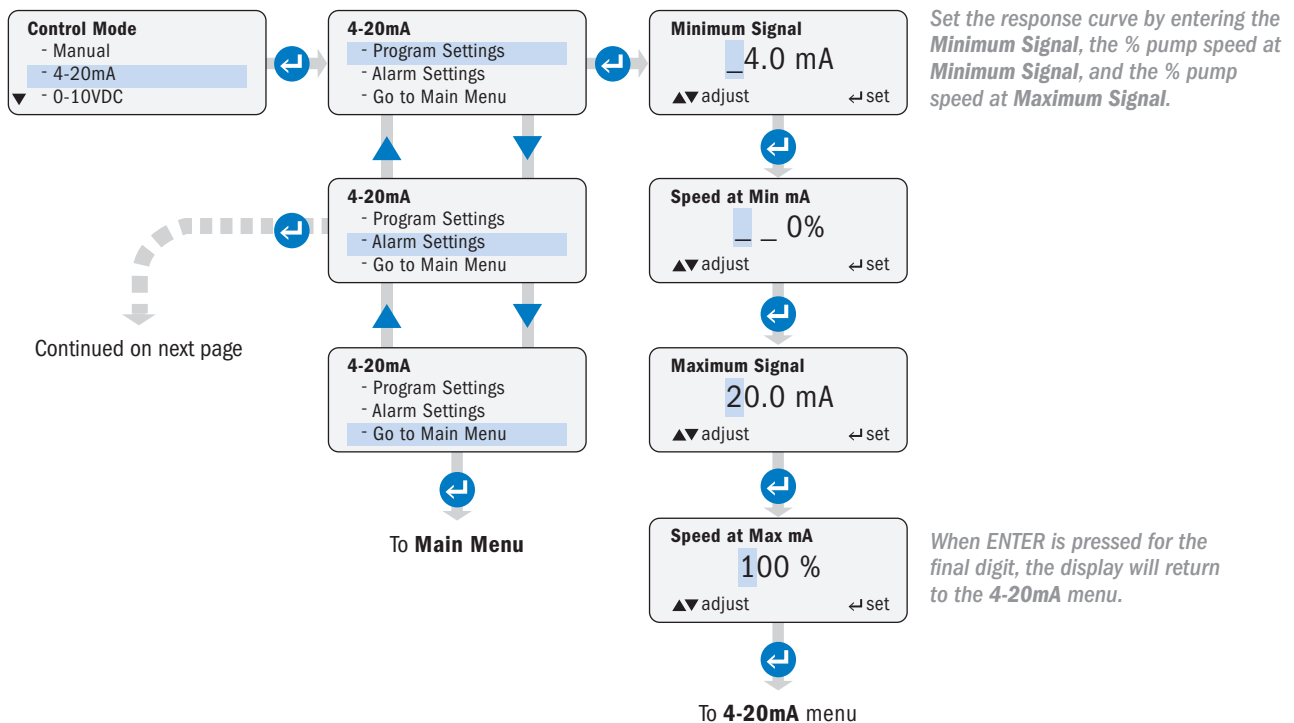 Control Mode
- Manual
- 4-20mA
▼ - 0-10VDC
4-20mA
- Program Settings
- Alarm Settings
- Go to Main Menu
Minimum Signal
_4.0 mA
▲▼ adjust ↵ set
Set the response curve by entering the
Minimum Signal, the % pump speed at
Minimum Signal, and the % pump
speed at Maximum Signal.
4-20mA
- Program Settings
- Alarm Settings
- Go to Main Menu
Speed at Min mA
_ _ 0%
▲▼ adjust ↵ set
Continued on next page
4-20mA
- Program Settings
- Alarm Settings
- Go to Main Menu
Maximum Signal
20.0 mA
▲▼ adjust ↵ set
To Main Menu
Speed at Max mA
100 %
▲▼ adjust ↵ set
When ENTER is pressed for the
final digit, the display will return
to the 4-20mA menu.
To 4-20mA menu